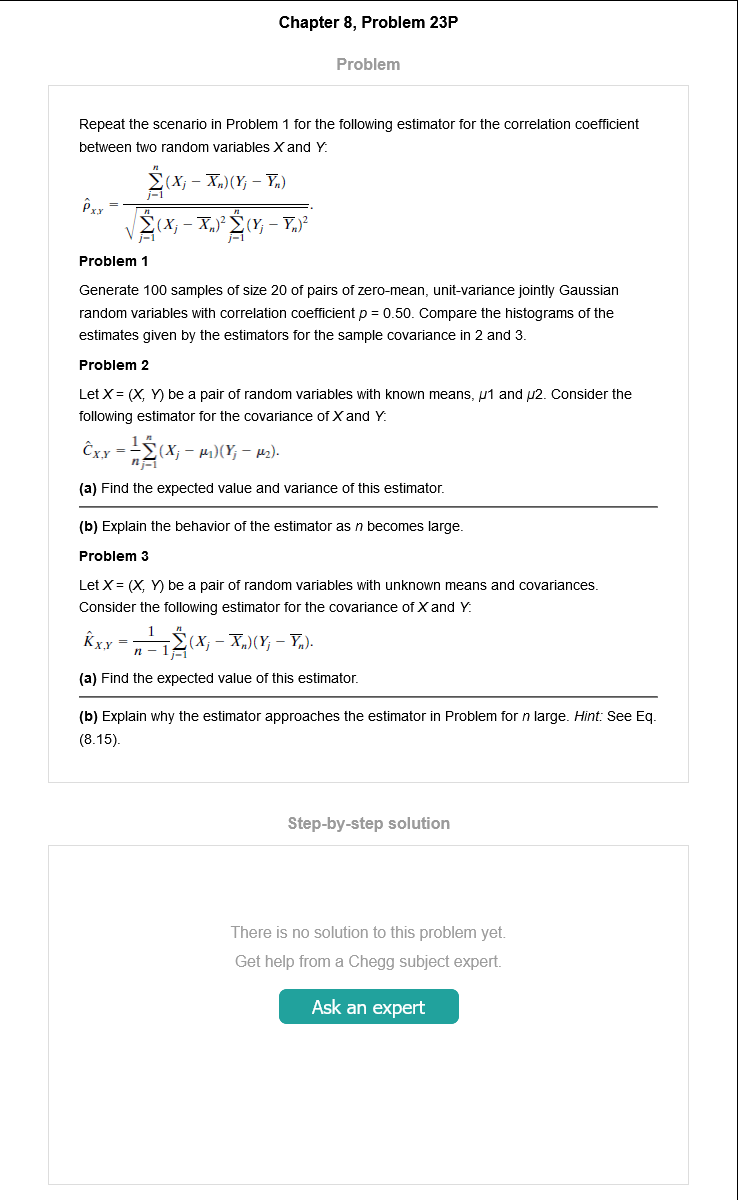 Chapter 8, Problem 23P
Problem
Repeat the scenario in Problem 1 for the following estimator for the correlation coefficient
between two random variables X and Y:
ρ̂_{X,Y} = \frac{\sum_{j=1}^{n}(X_j − \overline{X}_n)(Y_j − \overline{Y}_n)}{\sqrt{\sum_{j=1}^{n}(X_j − \overline{X}_n)^2 \sum_{j=1}^{n}(Y_j − \overline{Y}_n)^2}}.
Problem 1
Generate 100 samples of size 20 of pairs of zero-mean, unit-variance jointly Gaussian
random variables with correlation coefficient p = 0.50. Compare the histograms of the
estimates given by the estimators for the sample covariance in 2 and 3.
Problem 2
Let X = (X, Y) be a pair of random variables with known means, μ1 and μ2. Consider the
following estimator for the covariance of X and Y:
Ĉ_{X,Y} = \frac{1}{n}\sum_{j=1}^{n}(X_j − μ_1)(Y_j − μ_2).
(a) Find the expected value and variance of this estimator.
(b) Explain the behavior of the estimator as n becomes large.
Problem 3
Let X = (X, Y) be a pair of random variables with unknown means and covariances.
Consider the following estimator for the covariance of X and Y:
K̂_{X,Y} = \frac{1}{n − 1}\sum_{j=1}^{n}(X_j − \overline{X}_n)(Y_j − \overline{Y}_n).
(a) Find the expected value of this estimator.
(b) Explain why the estimator approaches the estimator in Problem for n large. Hint: See Eq.
(8.15).
Step-by-step solution
There is no solution to this problem yet.
Get help from a Chegg subject expert.
Ask an expert